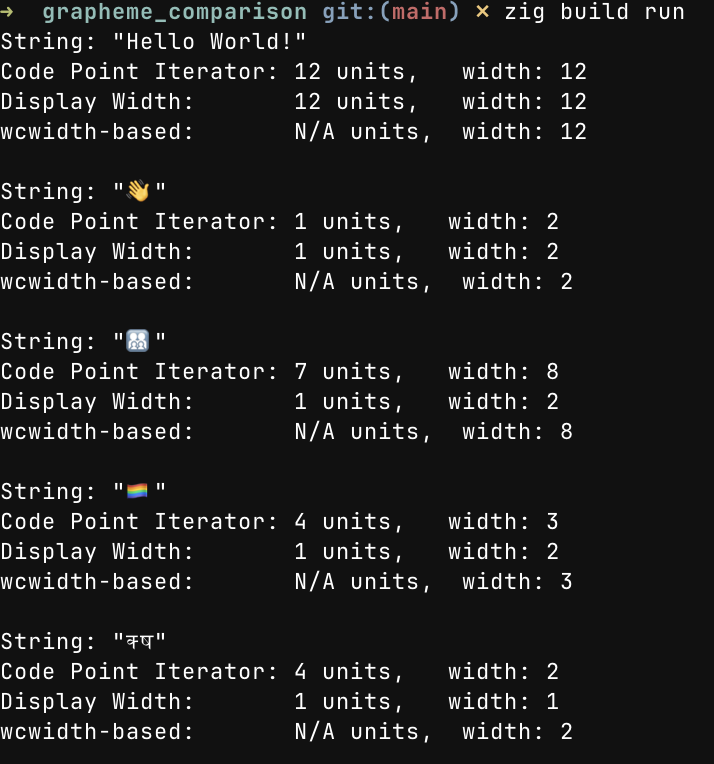 ➜  grapheme_comparison git:(main) ✗ zig build run
String: "Hello World!"
Code Point Iterator: 12 units,   width: 12
Display Width:       12 units,   width: 12
wcwidth-based:       N/A units,  width: 12
String: "👋"
Code Point Iterator: 1 units,   width: 2
Display Width:       1 units,   width: 2
wcwidth-based:       N/A units,  width: 2
String: "👨‍👩‍👧‍👦"
Code Point Iterator: 7 units,   width: 8
Display Width:       1 units,   width: 2
wcwidth-based:       N/A units,  width: 8
String: "🏳️‍🌈"
Code Point Iterator: 4 units,   width: 3
Display Width:       1 units,   width: 2
wcwidth-based:       N/A units,  width: 3
String: "क्‍ष"
Code Point Iterator: 4 units,   width: 2
Display Width:       1 units,   width: 1
wcwidth-based:       N/A units,  width: 2